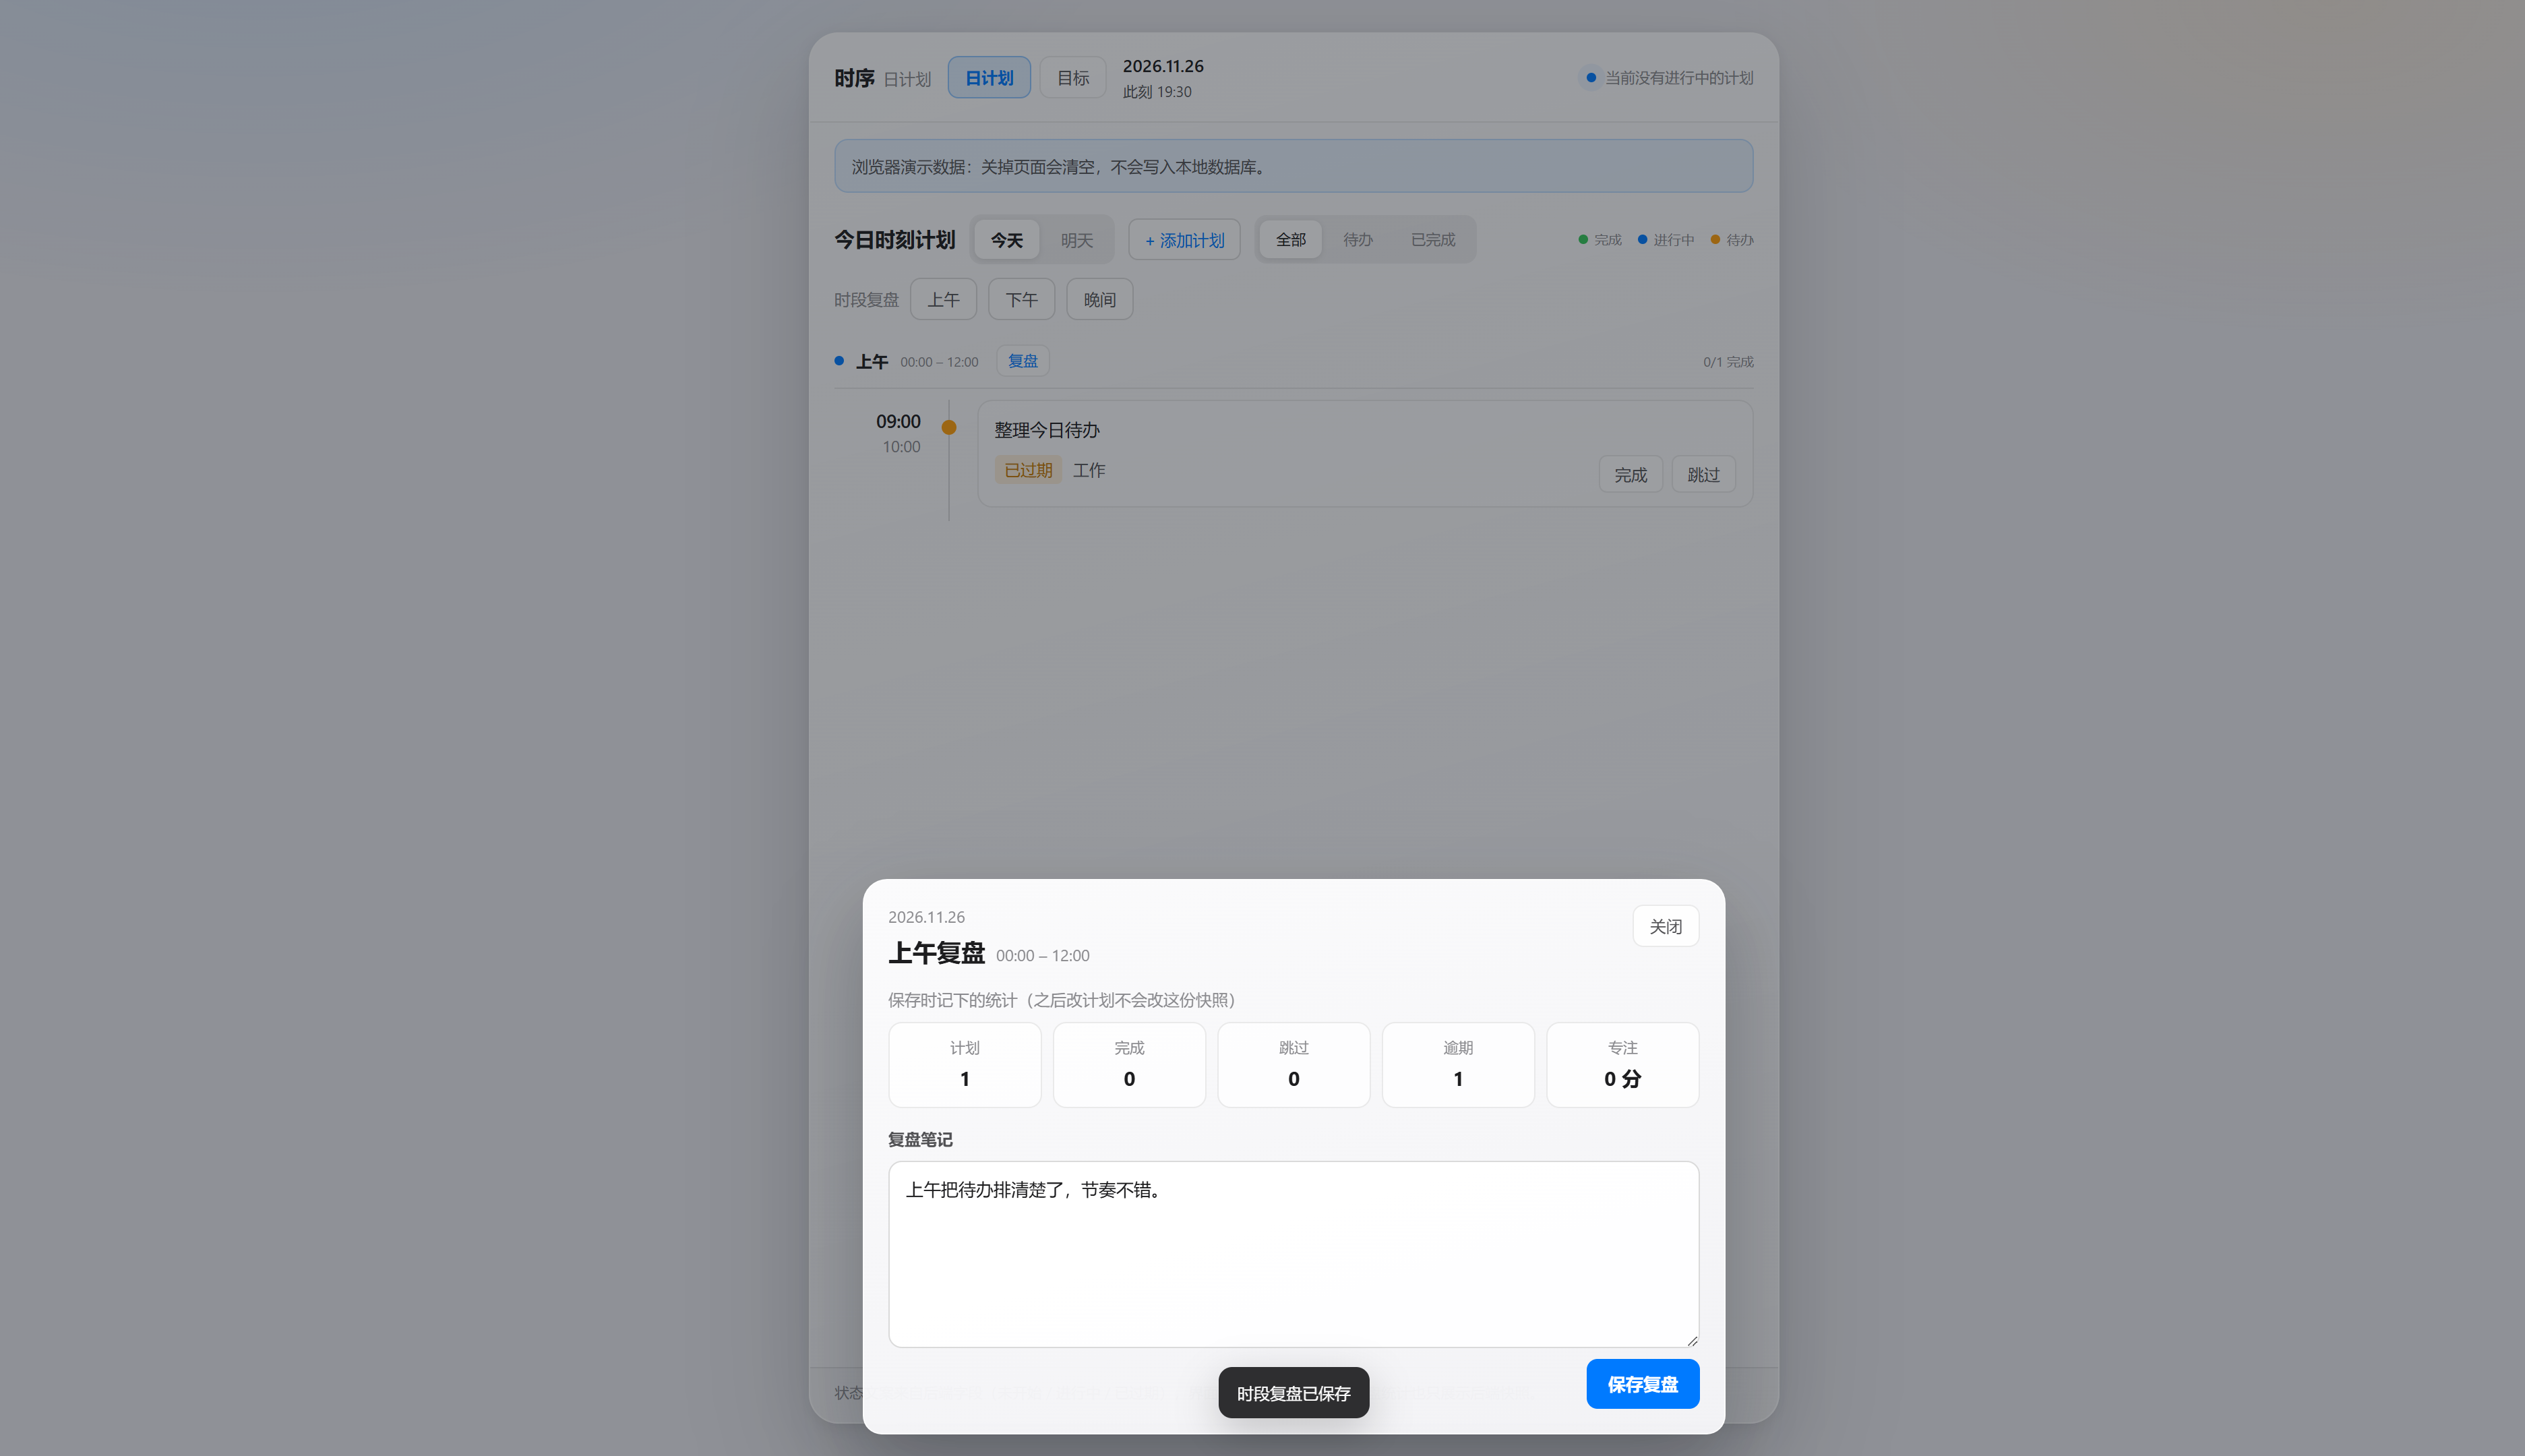 时序 日计划 日计划 目标 2026.11.26
此刻 19:30
当前没有进行中的计划
浏览器演示数据：关掉页面会清空，不会写入本地数据库。
今日时刻计划 今天 明天 + 添加计划 全部 待办 已完成 完成 进行中 待办
时段复盘 上午 下午 晚间
上午 00:00 – 12:00 复盘 0/1 完成
09:00
10:00
整理今日待办
已过期 工作 完成 跳过
2026.11.26
关闭
上午复盘 00:00 – 12:00
保存时记下的统计（之后改计划不会改这份快照）
计划 完成 跳过 逾期 专注
1 0 0 1 0 分
复盘笔记
上午把待办排清楚了，节奏不错。
状态
时段复盘已保存
保存复盘